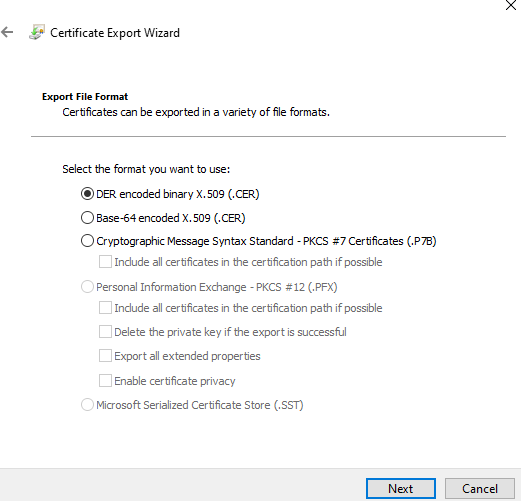 Certificate Export Wizard
Export File Format
Certificates can be exported in a variety of file formats.
Select the format you want to use:
DER encoded binary X.509 (.CER)
Base-64 encoded X.509 (.CER)
Cryptographic Message Syntax Standard - PKCS #7 Certificates (.P7B)
Include all certificates in the certification path if possible
Personal Information Exchange - PKCS #12 (.PFX)
Include all certificates in the certification path if possible
Delete the private key if the export is successful
Export all extended properties
Enable certificate privacy
Microsoft Serialized Certificate Store (.SST)
Next Cancel